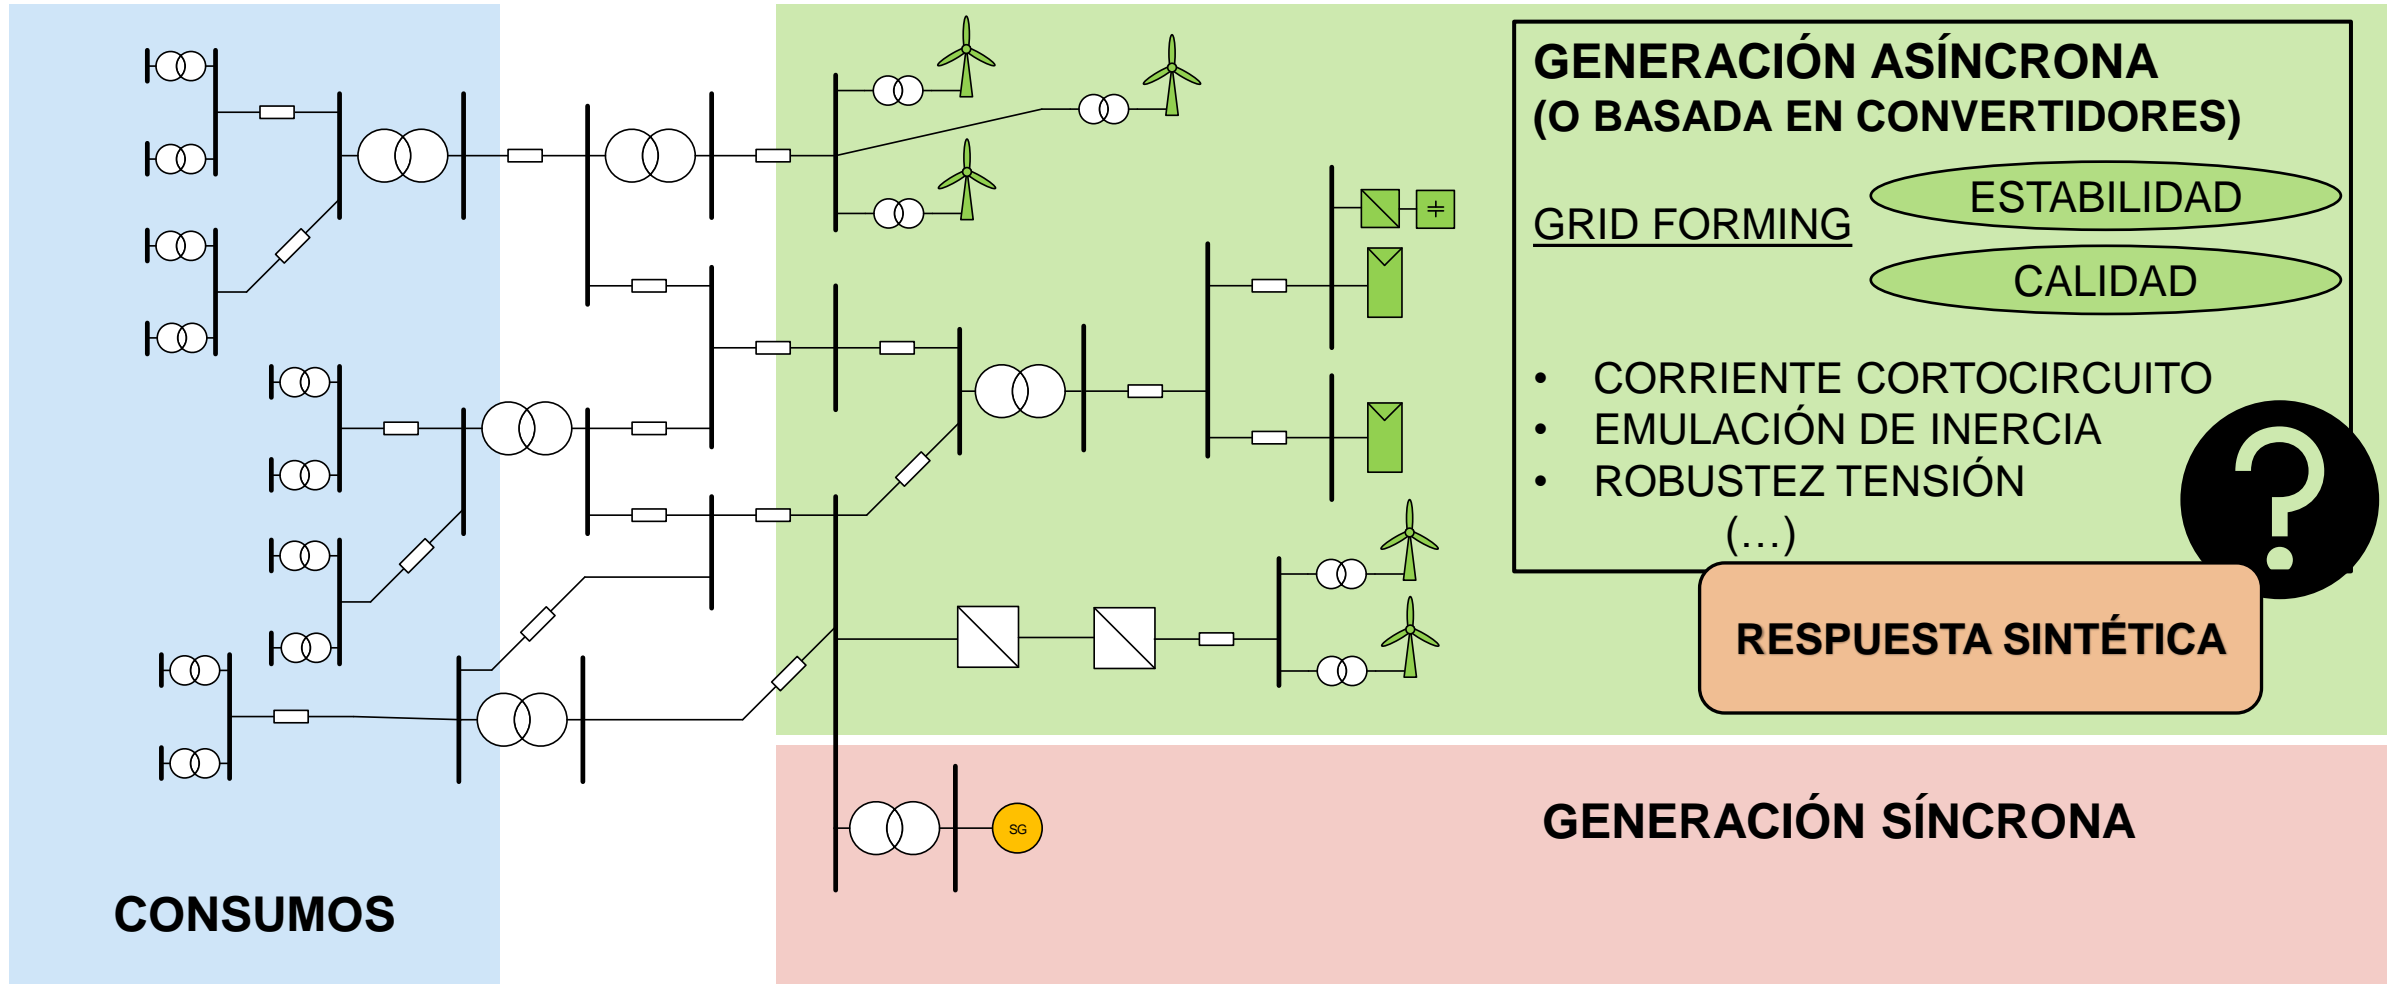 GENERACIÓN ASÍNCRONA
(O BASADA EN CONVERTIDORES)
GRID FORMING
ESTABILIDAD
CALIDAD
• CORRIENTE CORTOCIRCUITO
• EMULACIÓN DE INERCIA
• ROBUSTEZ TENSIÓN
(...)
?
RESPUESTA SINTÉTICA
GENERACIÓN SÍNCRONA
SG
CONSUMOS